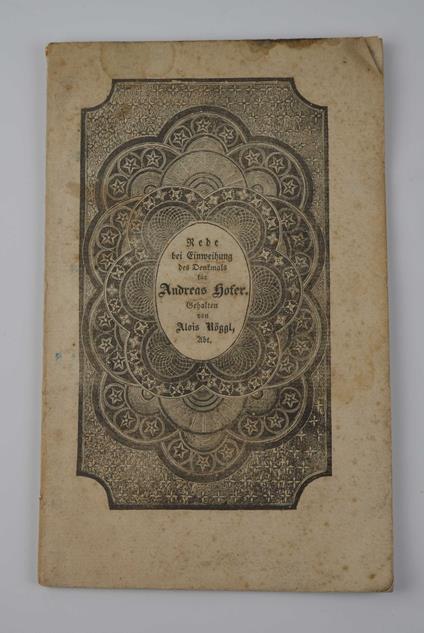 Rede
bei Einweihung
des Denkmals
für
Andreas Hofer.
Gehalten
von
Alois Röggl,
Abt.